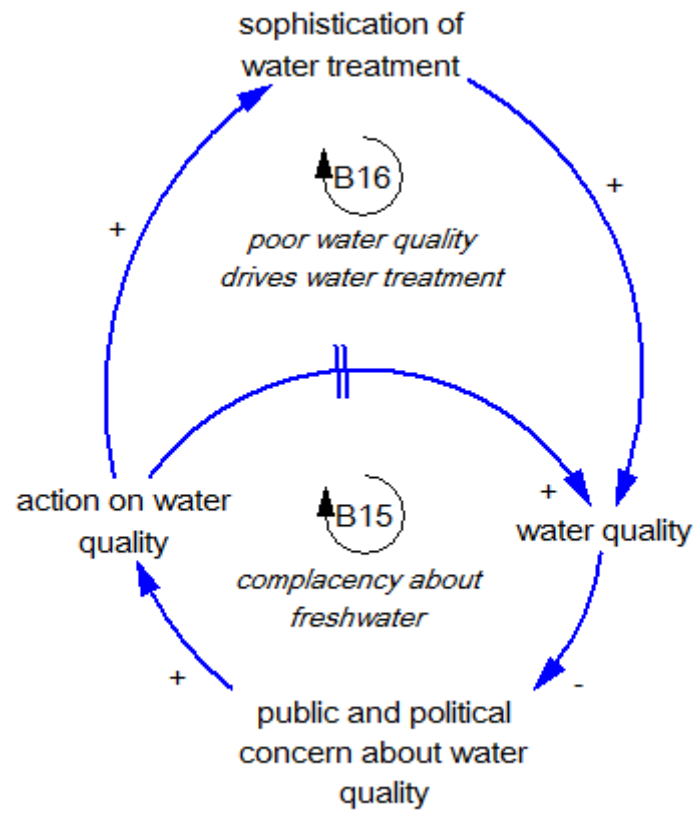 sophistication of
water treatment
B16
+
+
poor water quality
drives water treatment
action on water
quality
+
B15
water quality
complacency about
freshwater
+
-
public and political
concern about water
quality